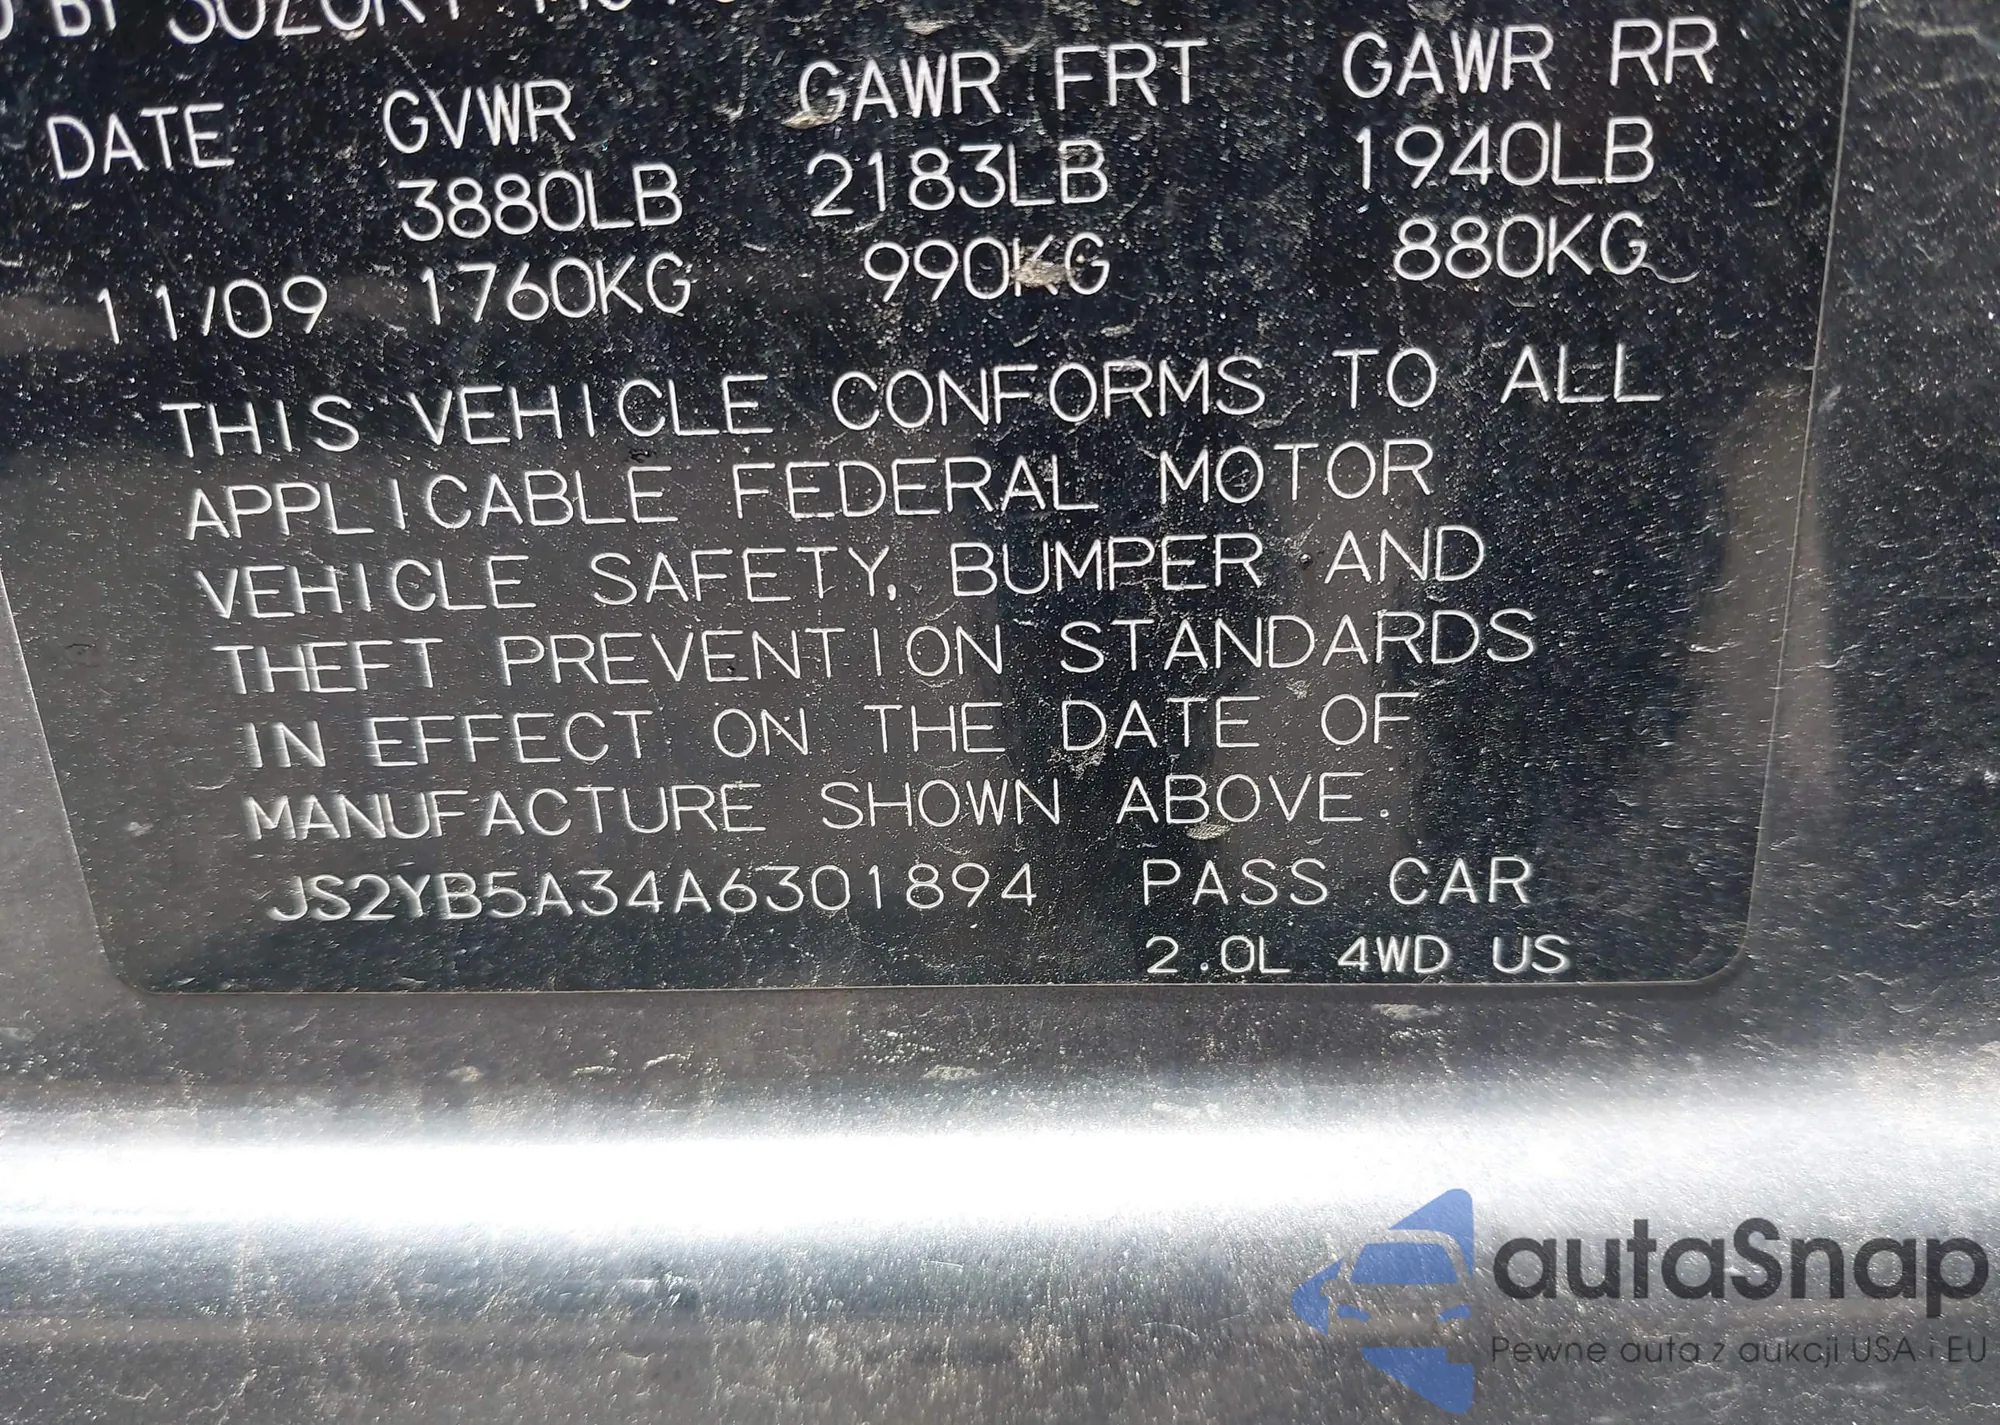 BY SUZUKI
DATE GVWR GAWR FRT GAWR RR
3880LB 2183LB 1940LB
11/09 1760KG 990KG 880KG
THIS VEHICLE CONFORMS TO ALL
APPLICABLE FEDERAL MOTOR
VEHICLE SAFETY, BUMPER AND
THEFT PREVENTION STANDARDS
IN EFFECT ON THE DATE OF
MANUFACTURE SHOWN ABOVE.
JS2YB5A34A6301894 PASS CAR
2.0L 4WD US
autaSnap
Pewne auta z aukcji USA i EU